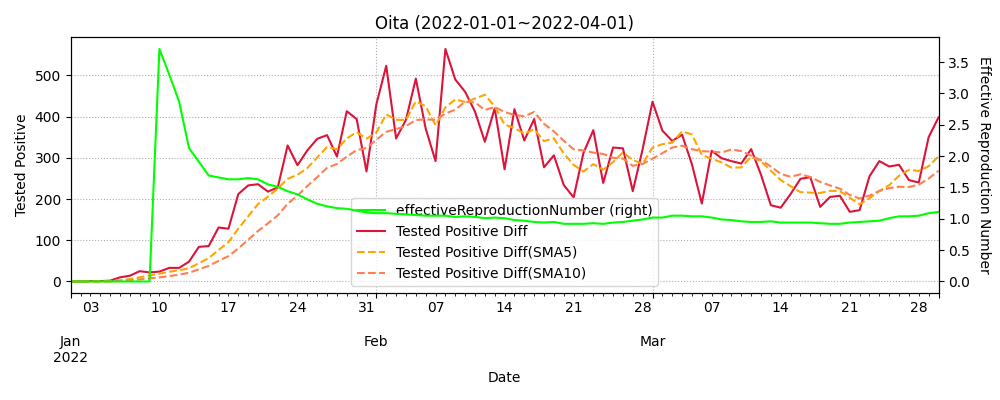 Oita (2022-01-01~2022-04-01)
Tested Positive
500
400
300
200
100
0
3.5
3.0
2.5
2.0
1.5
1.0
0.5
0.0
Effective Reproduction Number
effectiveReproductionNumber (right)
Tested Positive Diff
Tested Positive Diff(SMA5)
Tested Positive Diff(SMA10)
03 10 17 24 31 07 14 21 28 07 14 21 28
Jan Feb Mar
2022
Date